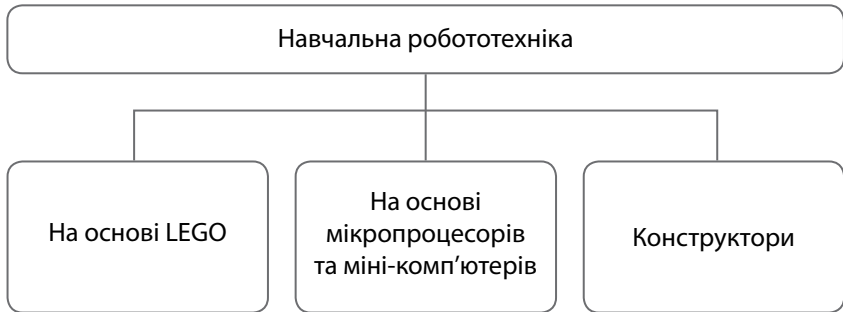 Навчальна робототехніка
На основі LEGO
На основі
мікропроцесорів
та міні-комп’ютерів
Конструктори